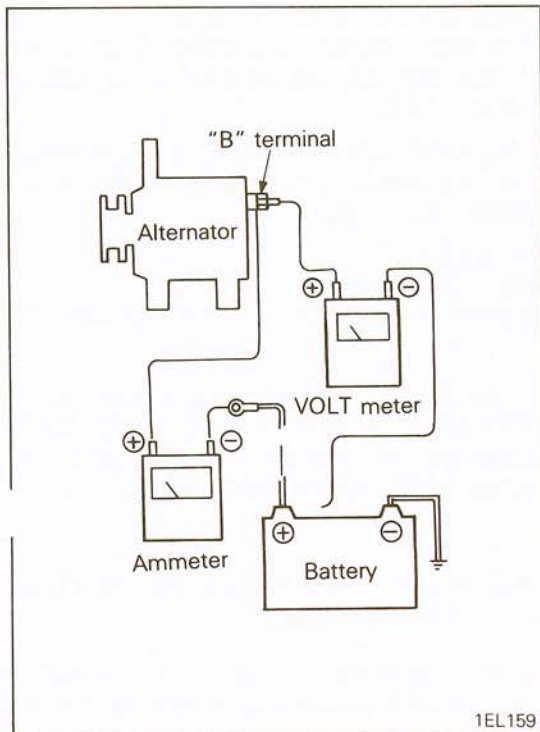 "B" terminal
Alternator
⊕ ⊖
VOLT meter
⊕ ⊖
Ammeter
⊕ ⊖
Battery
1EL159